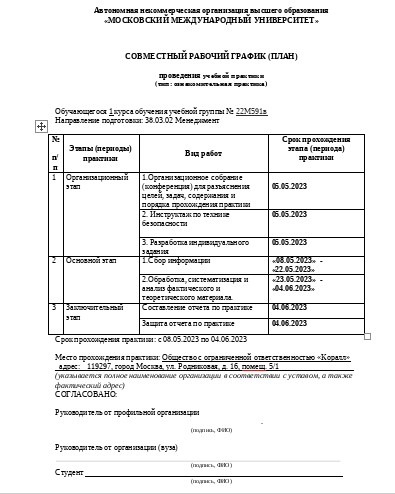 Автономная некоммерческая организация высшего образования
«МОСКОВСКИЙ МЕЖДУНАРОДНЫЙ УНИВЕРСИТЕТ»
СОВМЕСТНЫЙ РАБОЧИЙ ГРАФИК (ПЛАН)
проведения учебной практики
(тип: ознакомительная практика)
Обучающегося 1 курса обучения учебной группы № 22М591в
Направление подготовки: 38.03.02 Менеджмент
№ п/п
Этапы (периоды) практики
Вид работ
Срок прохождения этапа (периода) практики
1
Организационный этап
1.Организационное собрание
(конференция) для разъяснения
целей, задач, содержания и
порядка прохождения практики
05.05.2023
2. Инструктаж по технике
безопасности
05.05.2023
3. Разработка индивидуального
задания
05.05.2023
2
Основной этап
1.Сбор информации
«08.05.2023» -
«22.05.2023»
2.Обработка, систематизация и
анализ фактического и
теоретического материала.
«23.05.2023» -
«04.06.2023»
3
Заключительный этап
Составление отчета по практике
04.06.2023
Защита отчета по практике
04.06.2023
Срок прохождения практики: с 08.05.2023 по 04.06.2023
Место прохождения практики: Общество с ограниченной ответственностью «Коралл»
адрес: 119297, город Москва, ул. Родниковая, д. 16, помещ. 5/1
(указывается полное наименование организации в соответствии с уставом, а также
фактический адрес)
СОГЛАСОВАНО:
Руководитель от профильной организации
(подпись, ФИО)
Руководитель от организации (вуза)
(подпись, ФИО)
Студент
(подпись, ФИО)